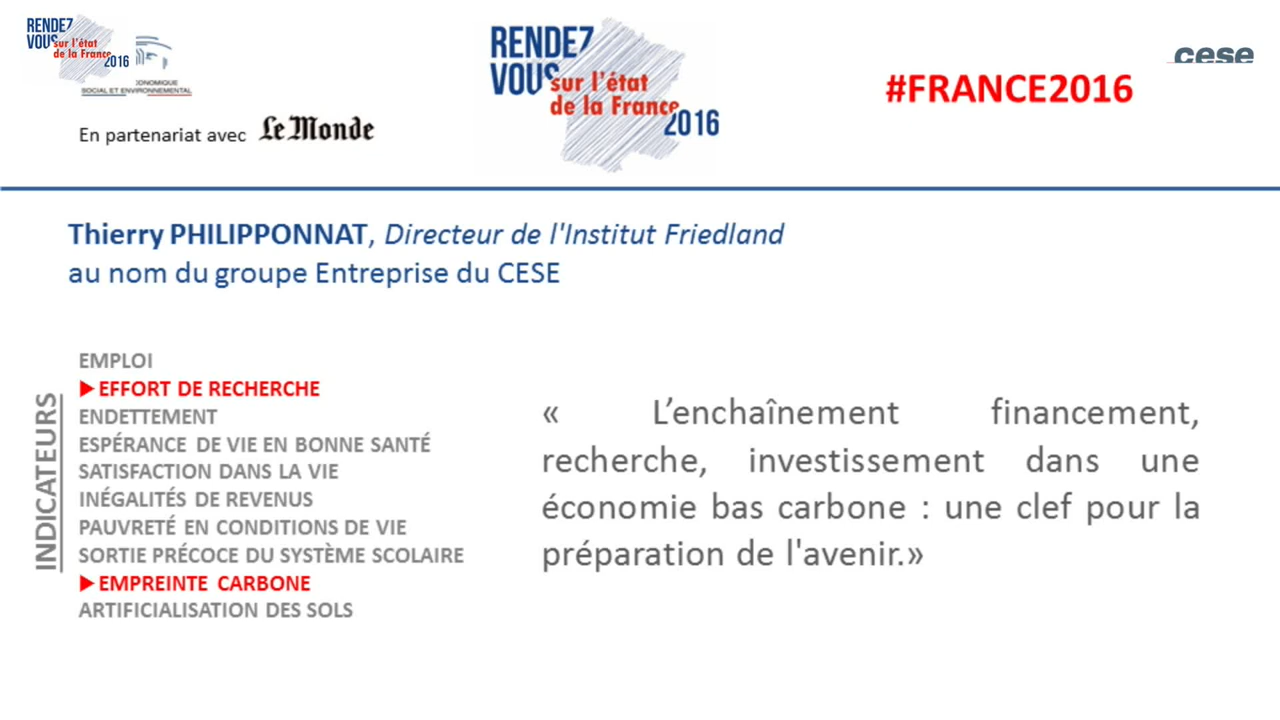 RENDEZ
VOUS sur l'état
de la France
2016
SOCIAL ET ENVIRONNEMENTAL
En partenariat avec Le Monde
RENDEZ
VOUS sur l'état
de la France
2016
#FRANCE2016
cese
Thierry PHILIPPONNAT, Directeur de l'Institut Friedland
au nom du groupe Entreprise du CESE
INDICATEURS
EMPLOI
▶EFFORT DE RECHERCHE
ENDETTEMENT
ESPÉRANCE DE VIE EN BONNE SANTÉ
SATISFACTION DANS LA VIE
INÉGALITÉS DE REVENUS
PAUVRETÉ EN CONDITIONS DE VIE
SORTIE PRÉCOCE DU SYSTÈME SCOLAIRE
▶EMPREINTE CARBONE
ARTIFICIALISATION DES SOLS
« L’enchaînement financement,
recherche, investissement dans une
économie bas carbone : une clef pour la
préparation de l'avenir.»